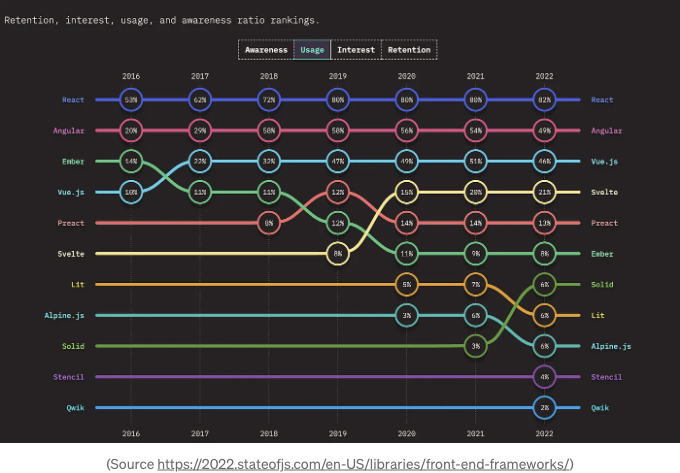 Retention, interest, usage, and awareness ratio rankings.
Awareness Usage Interest Retention
2016 2017 2018 2019 2020 2021 2022
React 53% 62% 72% 80% 80% 80% 82% React
Angular 20% 29% 58% 58% 56% 54% 49% Angular
Ember 14% 22% 32% 47% 49% 51% 46% Vue.js
Vue.js 10% 11% 11% 12% 15% 20% 21% Svelte
Preact 8% 12% 14% 14% 13% Preact
Svelte 8% 11% 9% 8% Ember
Lit 5% 7% 6% Solid
Alpine.js 3% 6% 6% Lit
Solid 3% 6% Alpine.js
Stencil 4% Stencil
Qwik 2% Qwik
2016 2017 2018 2019 2020 2021 2022
(Source https://2022.stateofjs.com/en-US/libraries/front-end-frameworks/)